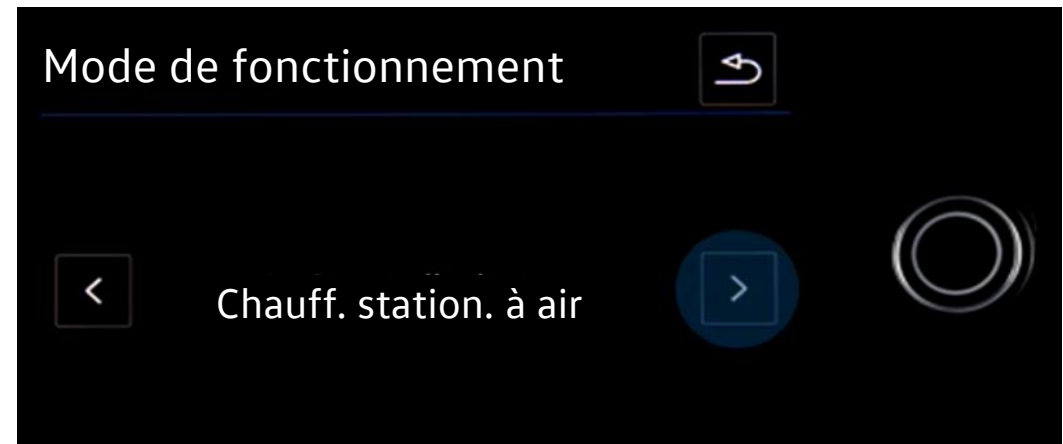 Mode de fonctionnement
Chauff. station. à air